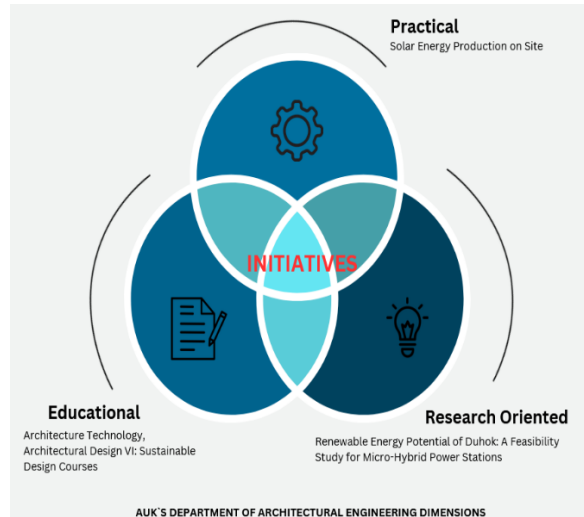 Practical
Solar Energy Production on Site
INITIATIVES
Educational
Architecture Technology,
Architectural Design VI: Sustainable
Design Courses
Research Oriented
Renewable Energy Potential of Duhok: A Feasibility
Study for Micro-Hybrid Power Stations
AUK`S DEPARTMENT OF ARCHITECTURAL ENGINEERING DIMENSIONS